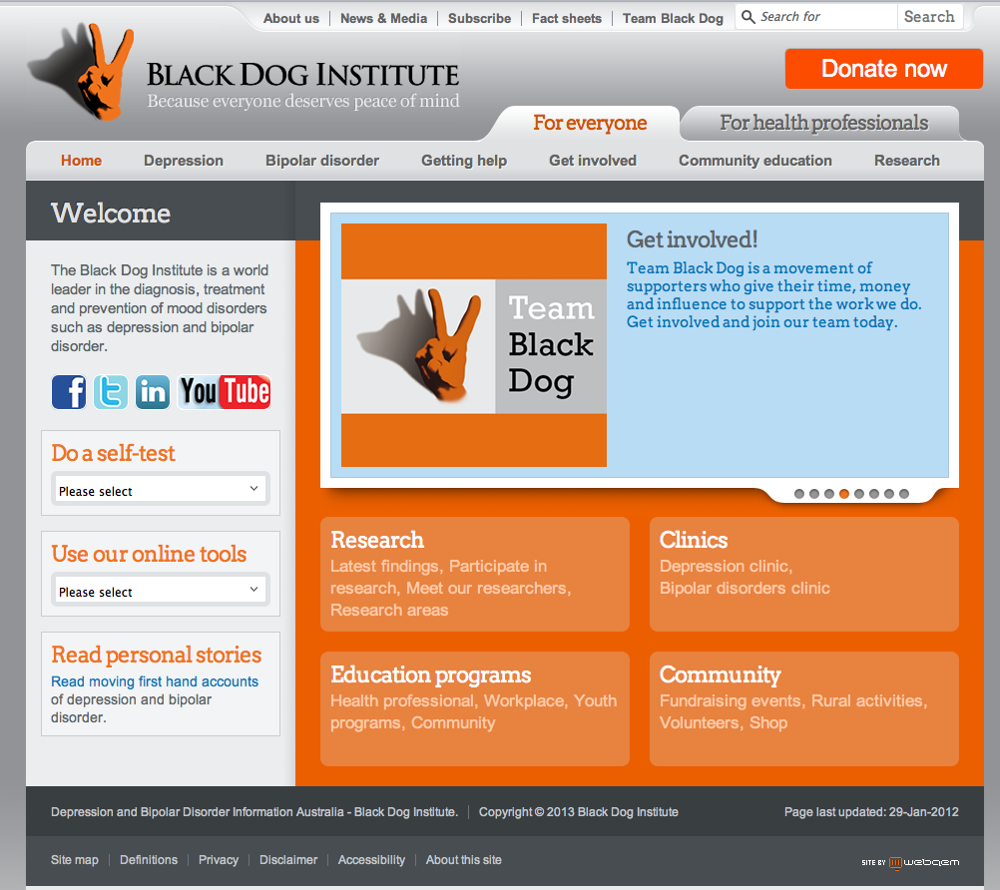 About us | News & Media | Subscribe | Fact sheets | Team Black Dog
Search for
Search
BLACK DOG INSTITUTE
Because everyone deserves peace of mind
Donate now
For everyone
For health professionals
Home
Depression
Bipolar disorder
Getting help
Get involved
Community education
Research
Welcome
The Black Dog Institute is a world
leader in the diagnosis, treatment
and prevention of mood disorders
such as depression and bipolar
disorder.
f
t
in
You Tube
Do a self-test
Please select
Use our online tools
Please select
Read personal stories
Read moving first hand accounts
of depression and bipolar
disorder.
Team
Black
Dog
Get involved!
Team Black Dog is a movement of
supporters who give their time, money
and influence to support the work we do.
Get involved and join our team today.
Research
Latest findings, Participate in
research, Meet our researchers,
Research areas
Clinics
Depression clinic,
Bipolar disorders clinic
Education programs
Health professional, Workplace, Youth
programs, Community
Community
Fundraising events, Rural activities,
Volunteers, Shop
Depression and Bipolar Disorder Information Australia - Black Dog Institute. | Copyright © 2013 Black Dog Institute
Page last updated: 29-Jan-2012
Site map | Definitions | Privacy | Disclaimer | Accessibility | About this site
SITE BY webqem